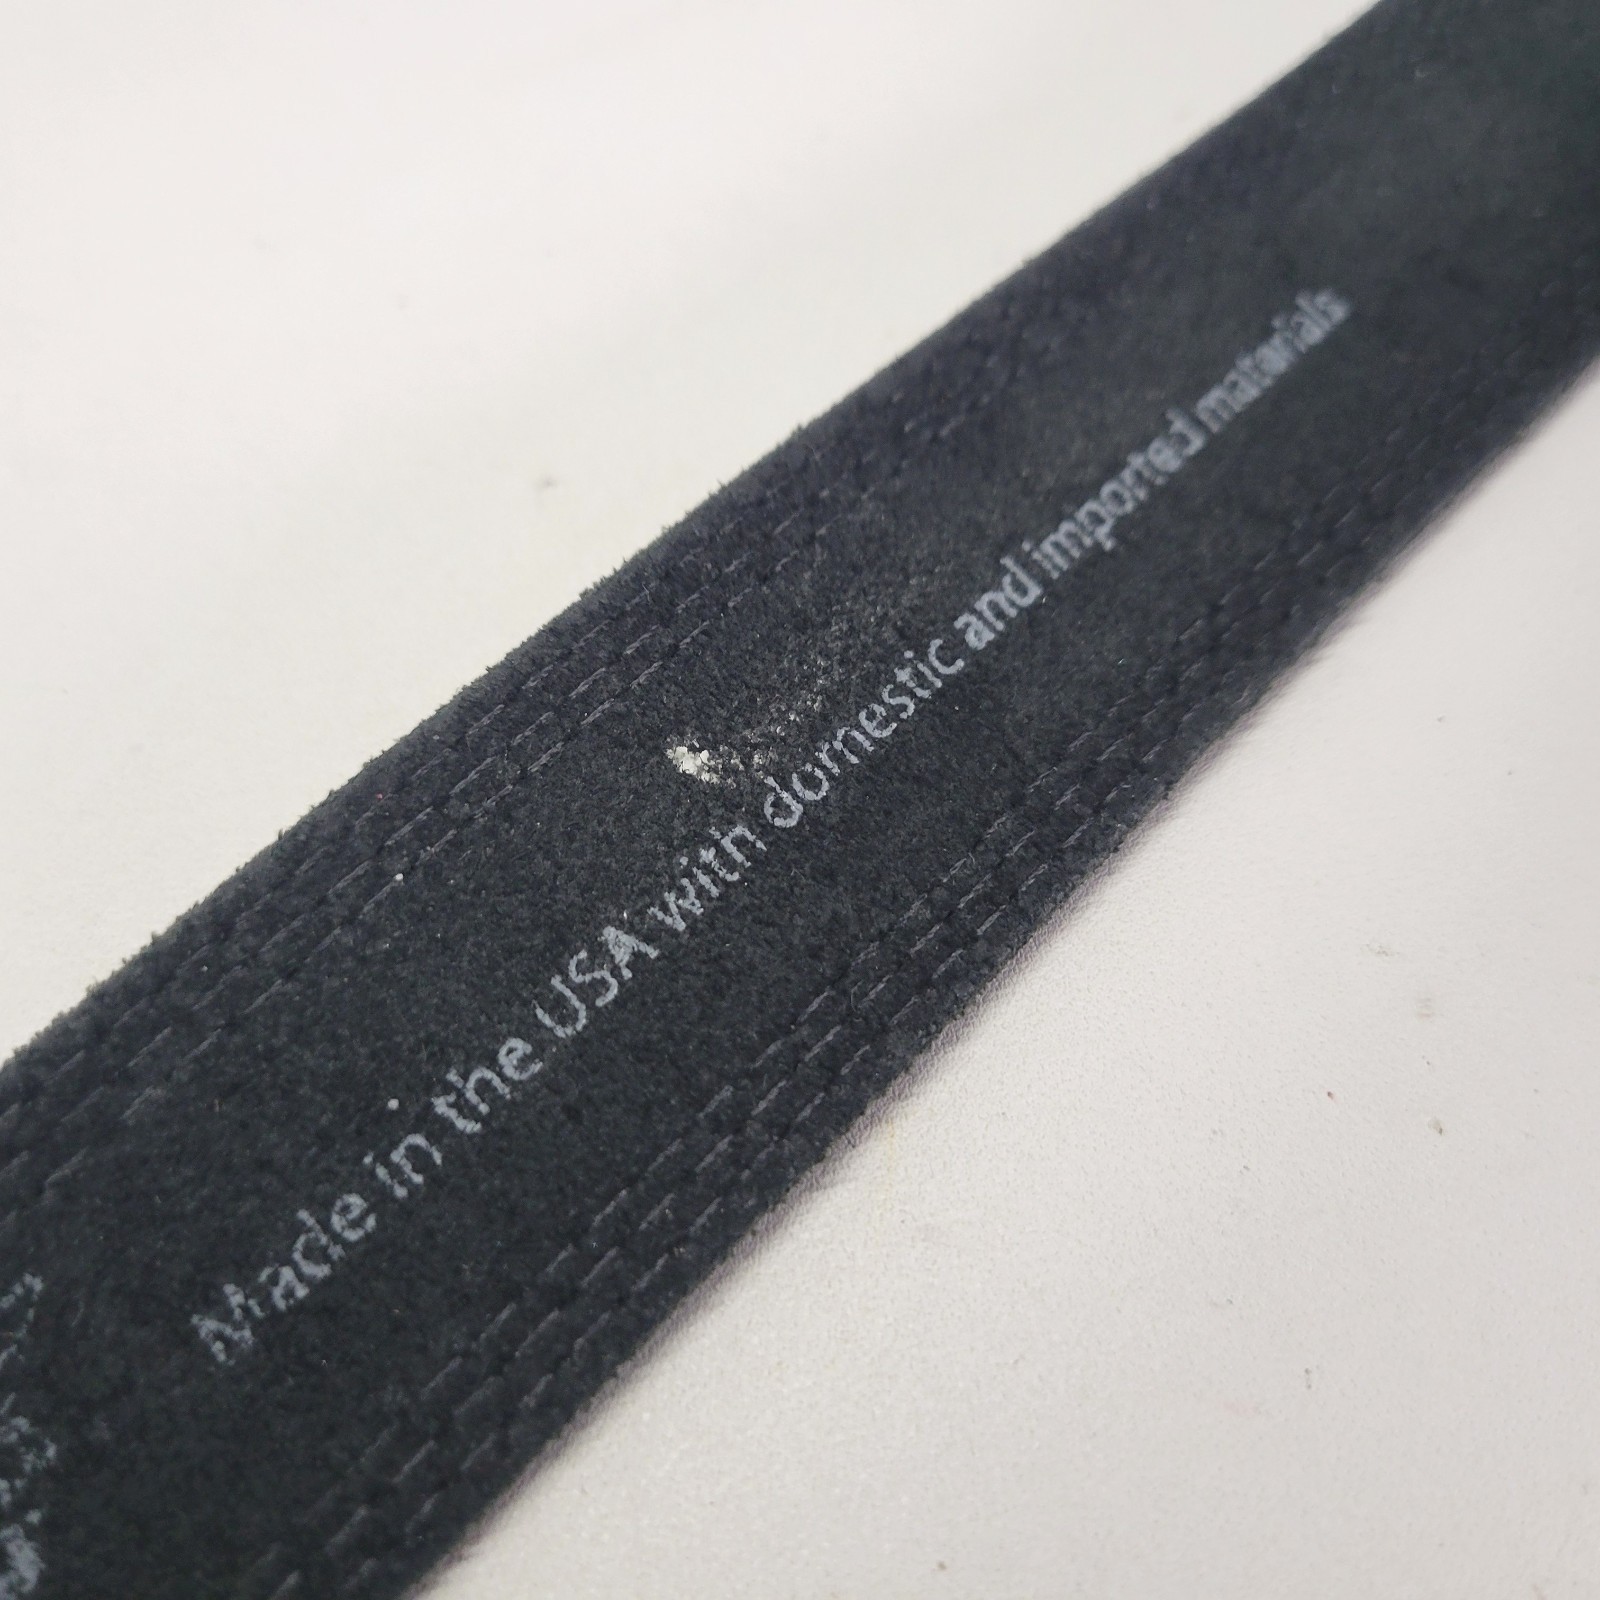 Made in the USA with domestic and imported materials